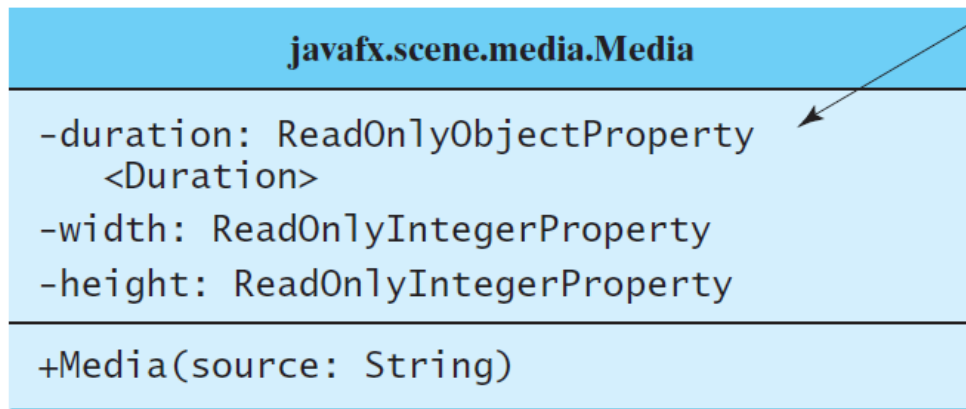 javafx.scene.media.Media
-duration: ReadOnlyObjectProperty
<Duration>
-width: ReadOnlyIntegerProperty
-height: ReadOnlyIntegerProperty
+Media(source: String)